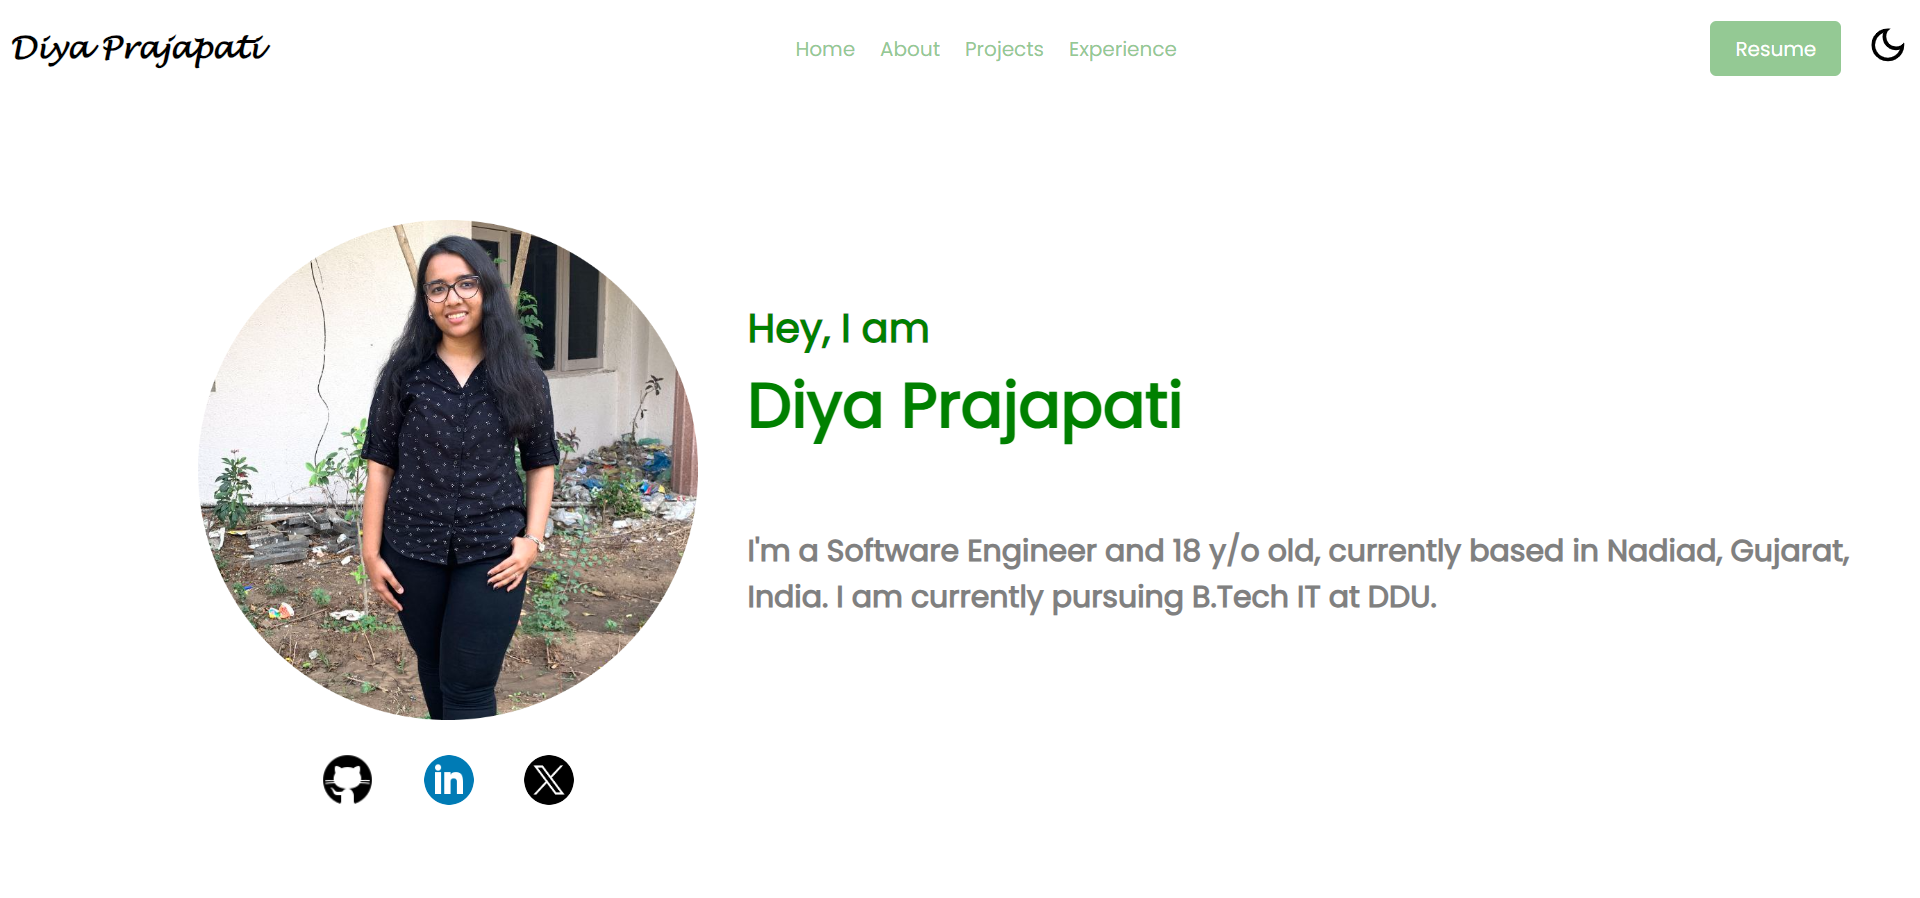 Diya Prajapati
Home About Projects Experience
Resume
Hey, I am
Diya Prajapati
I'm a Software Engineer and 18 y/o old, currently based in Nadiad, Gujarat,
India. I am currently pursuing B.Tech IT at DDU.
in
X